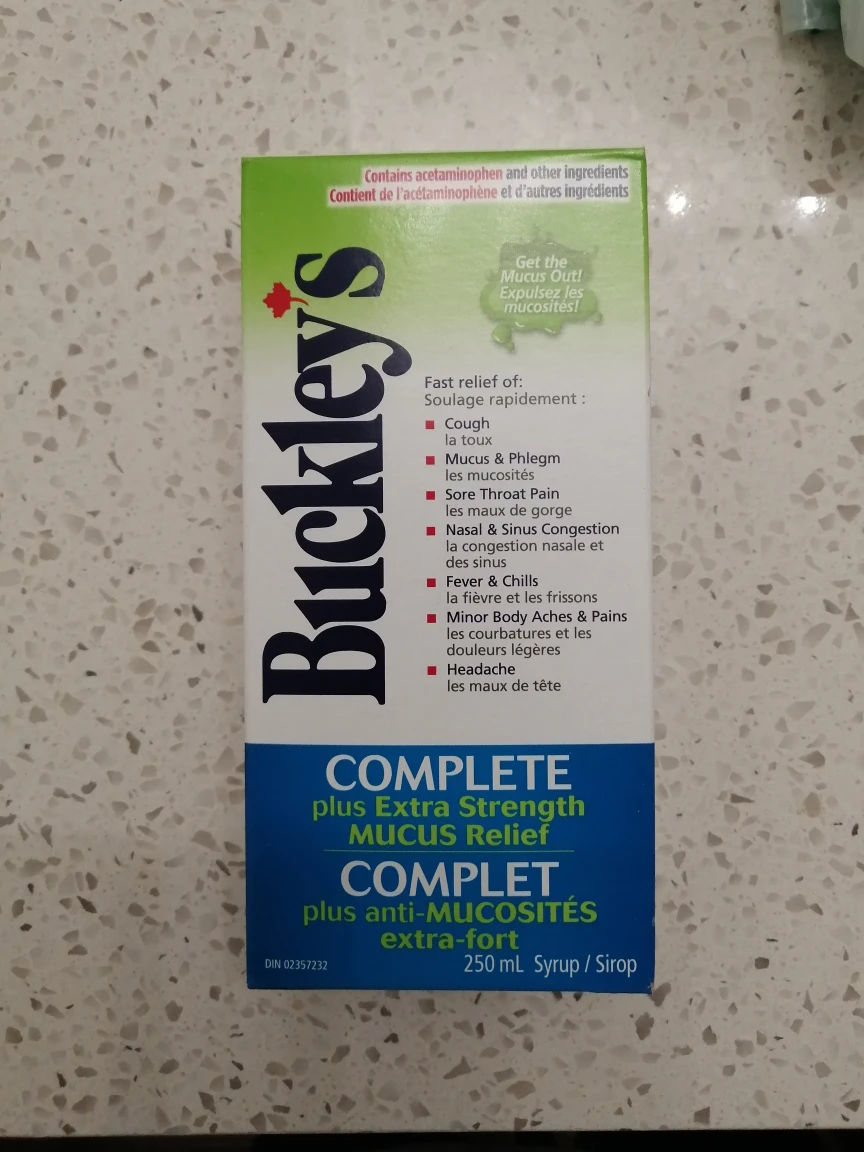 Contains acetaminophen and other ingredients
Contient de l'acétaminophène et d'autres ingrédients
Get the
Mucus Out!
Expulsez les
mucosités!
Buckley's
Fast relief of:
Soulage rapidement :
Cough
la toux
Mucus & Phlegm
les mucosités
Sore Throat Pain
les maux de gorge
Nasal & Sinus Congestion
la congestion nasale et
des sinus
Fever & Chills
la fièvre et les frissons
Minor Body Aches & Pains
les courbatures et les
douleurs légères
Headache
les maux de tête
COMPLETE
plus Extra Strength
MUCUS Relief
COMPLET
plus anti-MUCOSITÉS
extra-fort
DIN 02357232
250 mL Syrup / Sirop